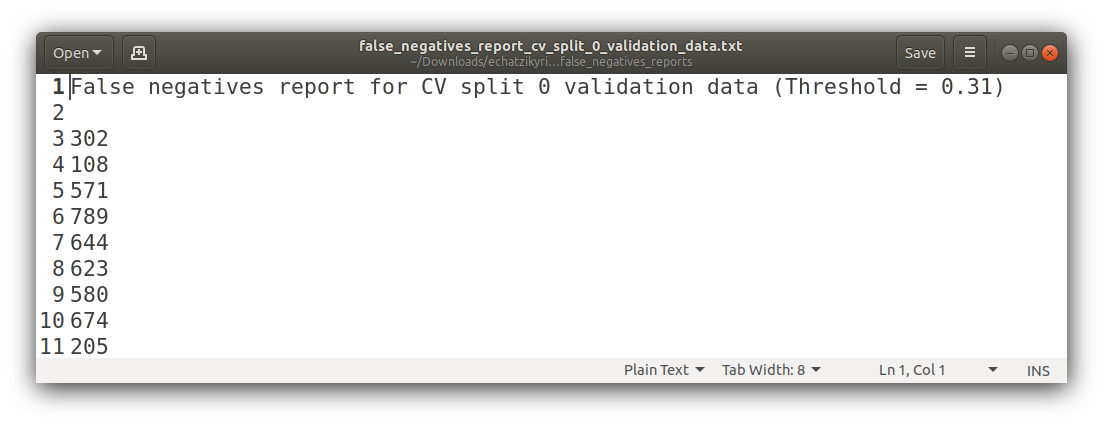 Open
false_negatives_report_cv_split_0_validation_data.txt
~/Downloads/echatzikyri…false_negatives_reports
Save
1 False negatives report for CV split 0 validation data (Threshold = 0.31)
2
3 302
4 108
5 571
6 789
7 644
8 623
9 580
10 674
11 205
Plain Text Tab Width: 8 Ln 1, Col 1 INS